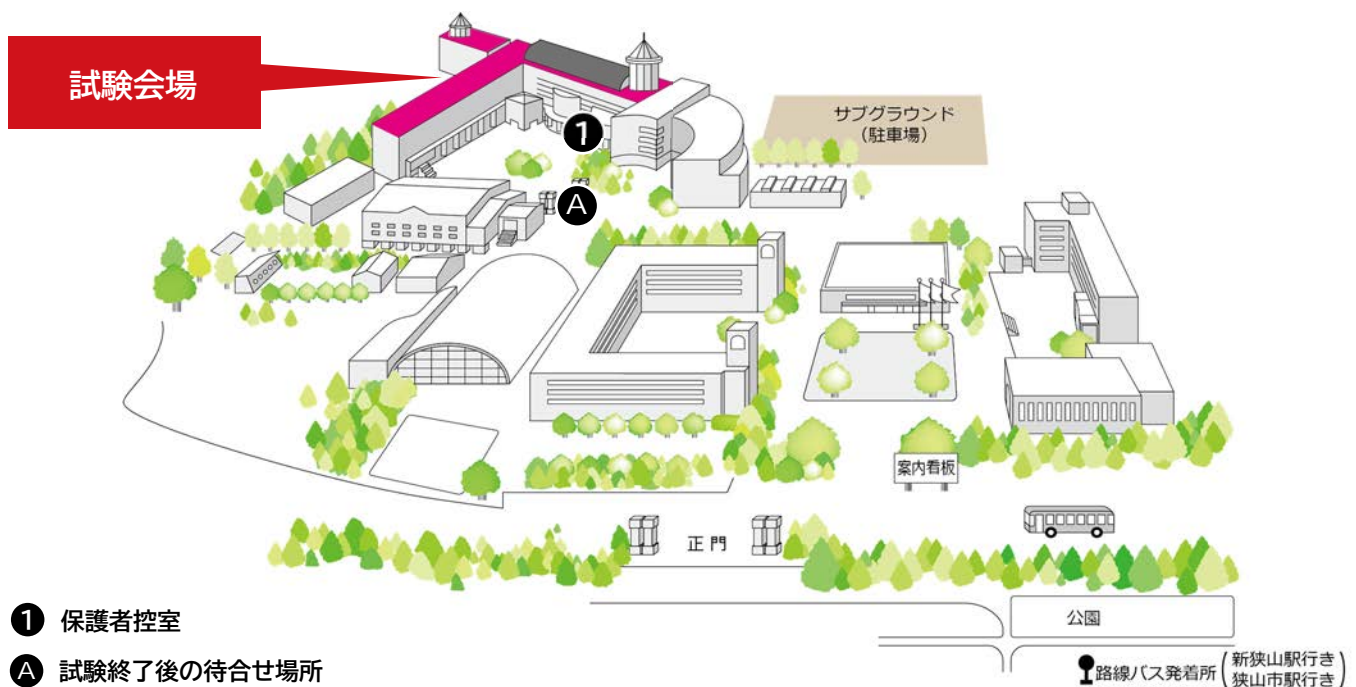 試験会場
サブグラウンド
(駐車場)
1
A
案内看板
正門
公園
1 保護者控室
A 試験終了後の待合せ場所
路線バス発着所(新狭山駅行き
狭山市駅行き)